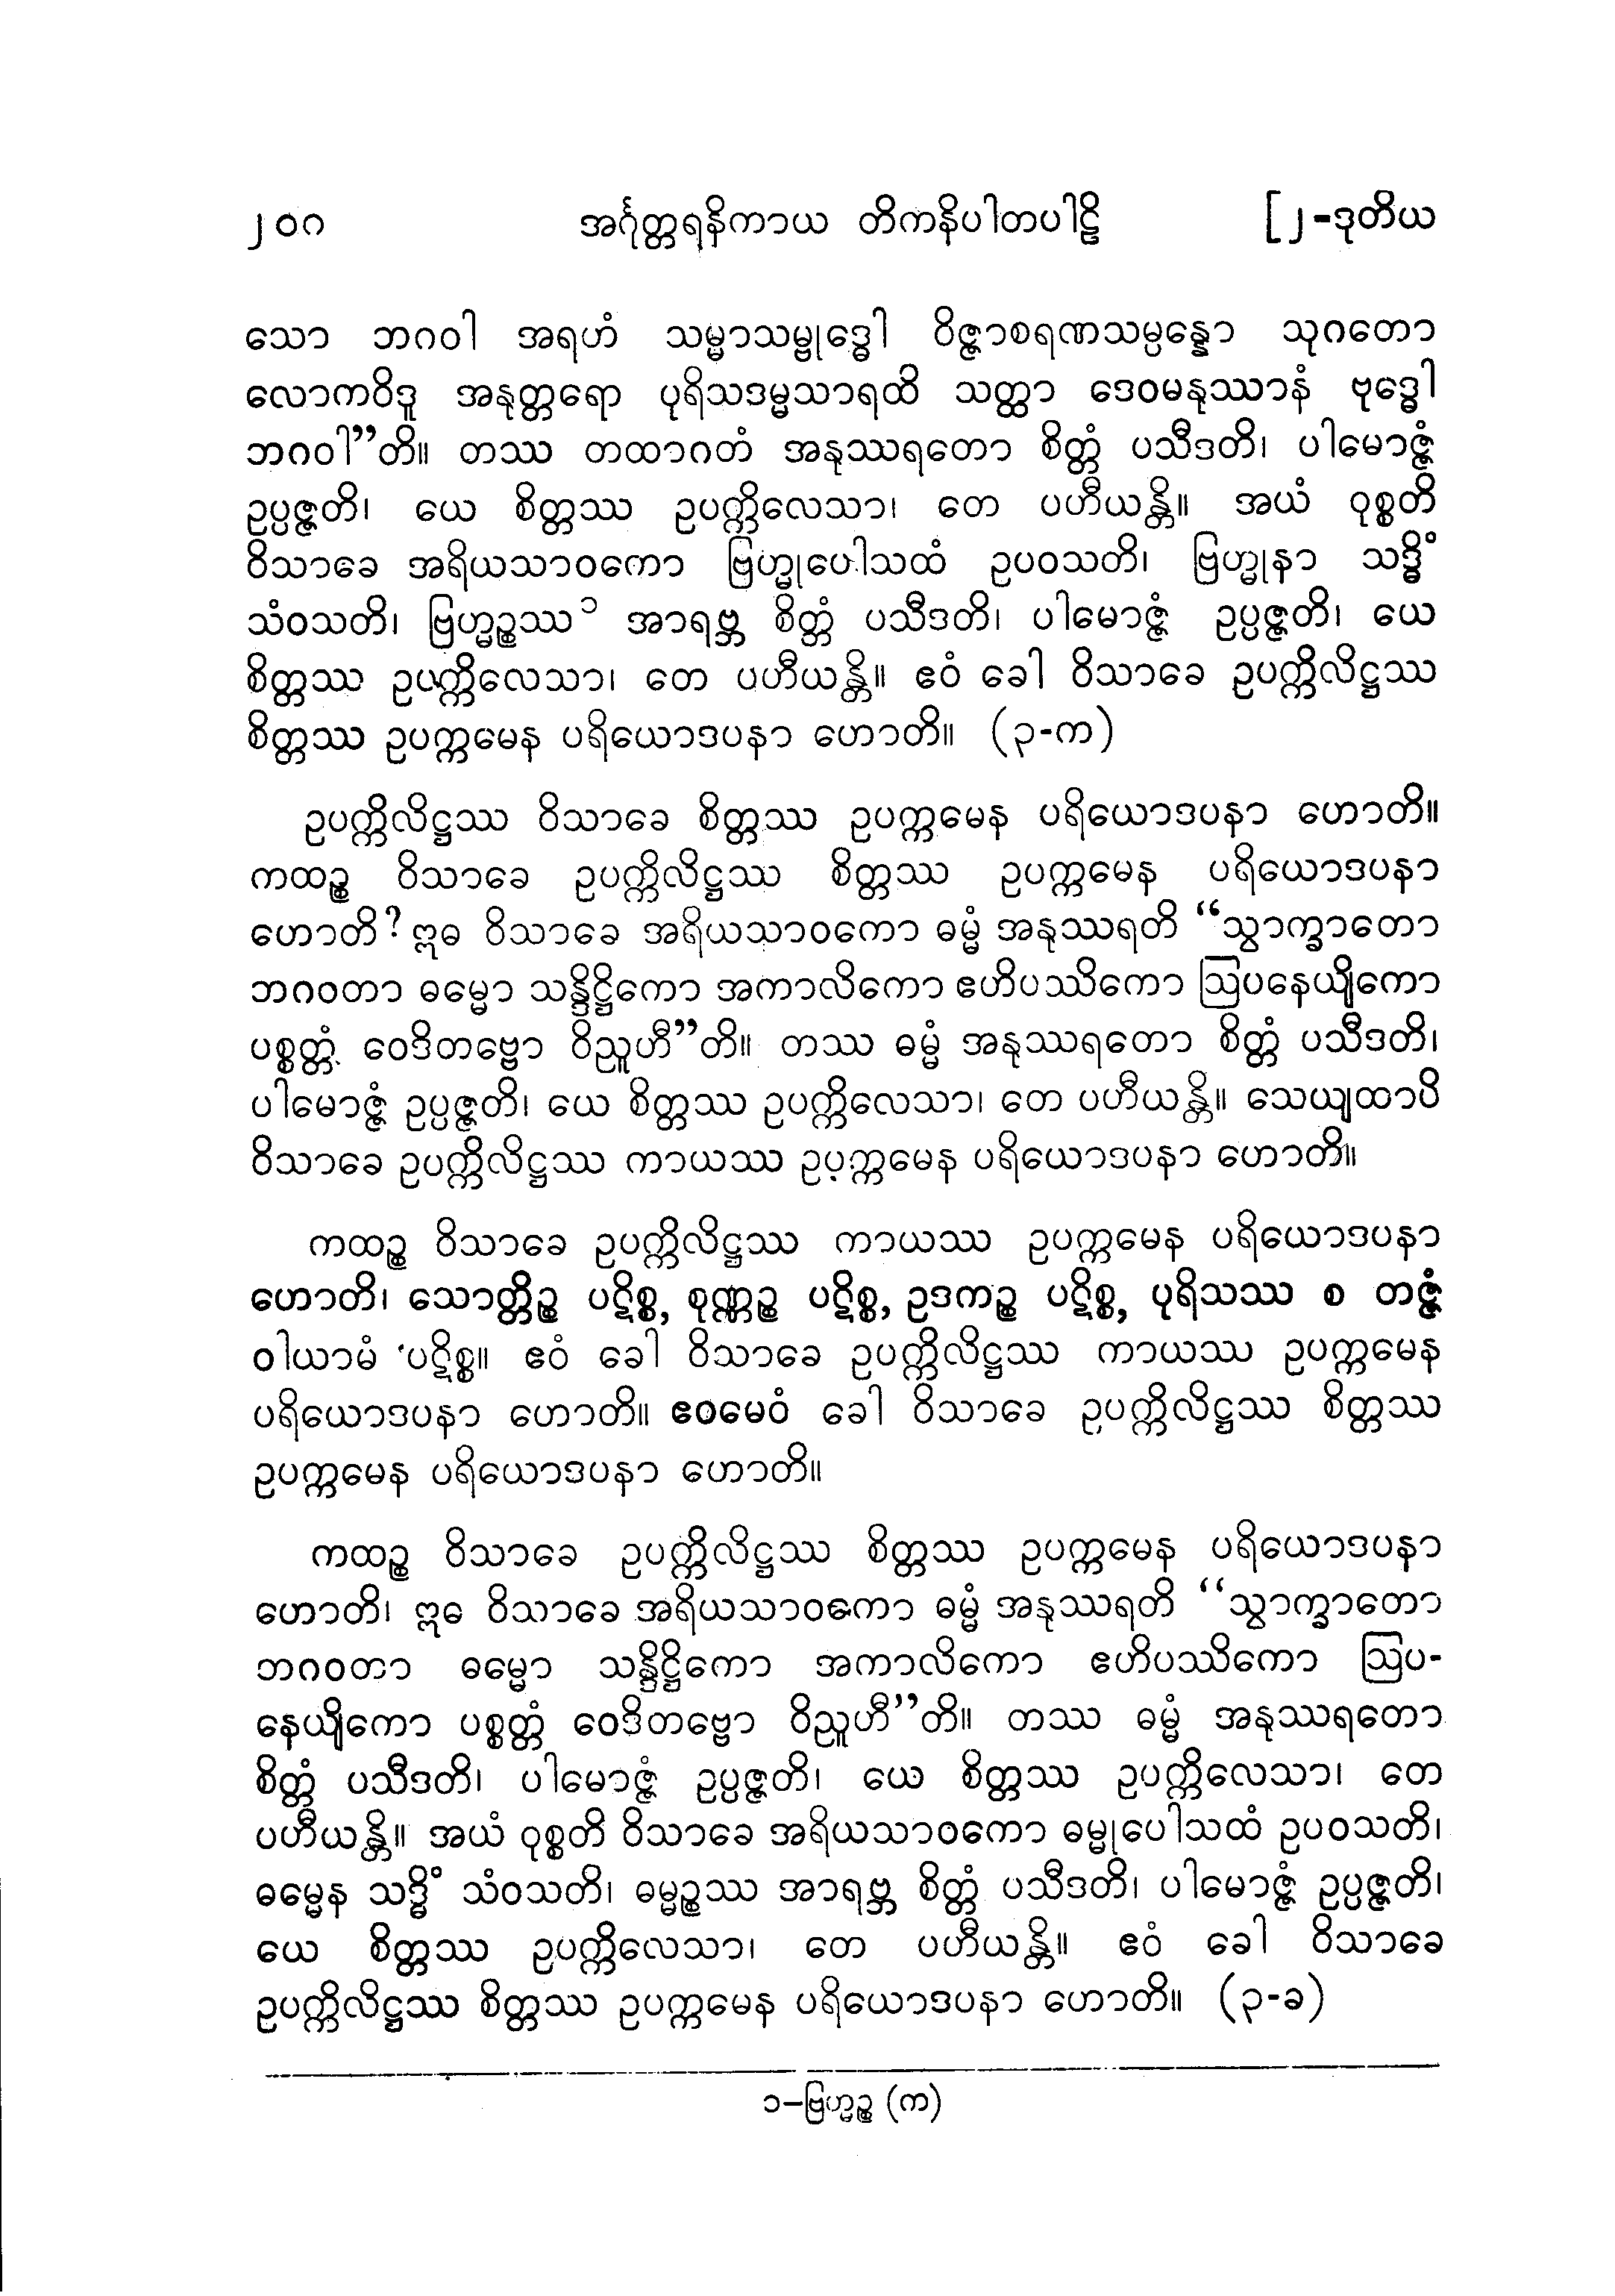 ၂၀၈ အင်္ဂုတ္တရနိကာယ တိကနိပါတပါဠိ [၂-ဒုတိယ
သော ဘဂဝါ အရဟံ သမ္မာသမ္ဗုဒ္ဓေါ ဝိဇ္ဇာစရဏသမ္ပန္နော သုဂတော
လောကဝိဒူ အနုတ္တရော ပုရိသဒမ္မသာရထိ သတ္ထာ ဒေဝမနုဿာနံ ဗုဒ္ဓေါ
ဘဂဝါ”တိ။ တဿ တထာဂတံ အနုဿရတော စိတ္တံ ပသီဒတိ၊ ပါမောဇ္ဇံ
ဥပ္ပဇ္ဇတိ၊ ယေ စိတ္တဿ ဥပက္ကိလေသာ၊ တေ ပဟီယန္တိ။ အယံ ဝုစ္စတိ
ဝိသာခေ အရိယသာဝကော ဗြဟ္မုပေါသထံ ဥပဝသတိ၊ ဗြဟ္မုနာ သဒ္ဓိံ
သံဝသတိ၊ ဗြဟ္မဉ္စဿ ၁ အာရဗ္ဘ စိတ္တံ ပသီဒတိ၊ ပါမောဇ္ဇံ ဥပ္ပဇ္ဇတိ၊ ယေ
စိတ္တဿ ဥပက္ကိလေသာ၊ တေ ပဟီယန္တိ။ ဧဝံ ခေါ ဝိသာခေ ဥပက္ကိလိဋ္ဌဿ
စိတ္တဿ ဥပက္ကမေန ပရိယောဒပနာ ဟောတိ။ (၃-က)
ဥပက္ကိလိဋ္ဌဿ ဝိသာခေ စိတ္တဿ ဥပက္ကမေန ပရိယောဒပနာ ဟောတိ။
ကထဉ္စ ဝိသာခေ ဥပက္ကိလိဋ္ဌဿ စိတ္တဿ ဥပက္ကမေန ပရိယောဒပနာ
ဟောတိ? ဣဓ ဝိသာခေ အရိယသာဝကော ဓမ္မံ အနုဿရတိ “သွာက္ခာတော
ဘဂဝတာ ဓမ္မော သန္ဒိဋ္ဌိကော အကာလိကော ဧဟိပဿိကော ဩပနေယျိကော
ပစ္စတ္တံ ဝေဒိတဗ္ဗော ဝိညူဟီ”တိ။ တဿ ဓမ္မံ အနုဿရတော စိတ္တံ ပသီဒတိ၊
ပါမောဇ္ဇံ ဥပ္ပဇ္ဇတိ၊ ယေ စိတ္တဿ ဥပက္ကိလေသာ၊ တေ ပဟီယန္တိ။ သေယျထာပိ
ဝိသာခေ ဥပက္ကိလိဋ္ဌဿ ကာယဿ ဥပက္ကမေန ပရိယောဒပနာ ဟောတိ။
ကထဉ္စ ဝိသာခေ ဥပက္ကိလိဋ္ဌဿ ကာယဿ ဥပက္ကမေန ပရိယောဒပနာ
ဟောတိ၊ သောတ္တိဉ္စ ပဋိစ္စ, စုဏ္ဏဉ္စ ပဋိစ္စ, ဥဒကဉ္စ ပဋိစ္စ, ပုရိသဿ စ တဇ္ဇံ
ဝါယာမံ ပဋိစ္စ။ ဧဝံ ခေါ ဝိသာခေ ဥပက္ကိလိဋ္ဌဿ ကာယဿ ဥပက္ကမေန
ပရိယောဒပနာ ဟောတိ။ ဧဝမေဝံ ခေါ ဝိသာခေ ဥပက္ကိလိဋ္ဌဿ စိတ္တဿ
ဥပက္ကမေန ပရိယောဒပနာ ဟောတိ။
ကထဉ္စ ဝိသာခေ ဥပက္ကိလိဋ္ဌဿ စိတ္တဿ ဥပက္ကမေန ပရိယောဒပနာ
ဟောတိ၊ ဣဓ ဝိသာခေ အရိယသာဝကော ဓမ္မံ အနုဿရတိ “သွာက္ခာတော
ဘဂဝတာ ဓမ္မော သန္ဒိဋ္ဌိကော အကာလိကော ဧဟိပဿိကော ဩပ-
နေယျိကော ပစ္စတ္တံ ဝေဒိတဗ္ဗော ဝိညူဟီ”တိ။ တဿ ဓမ္မံ အနုဿရတော
စိတ္တံ ပသီဒတိ၊ ပါမောဇ္ဇံ ဥပ္ပဇ္ဇတိ၊ ယေ စိတ္တဿ ဥပက္ကိလေသာ၊ တေ
ပဟီယန္တိ။ အယံ ဝုစ္စတိ ဝိသာခေ အရိယသာဝကော ဓမ္မုပေါသထံ ဥပဝသတိ၊
ဓမ္မေန သဒ္ဓိံ သံဝသတိ၊ ဓမ္မဉ္စဿ အာရဗ္ဘ စိတ္တံ ပသီဒတိ၊ ပါမောဇ္ဇံ ဥပ္ပဇ္ဇတိ၊
ယေ စိတ္တဿ ဥပက္ကိလေသာ၊ တေ ပဟီယန္တိ။ ဧဝံ ခေါ ဝိသာခေ
ဥပက္ကိလိဋ္ဌဿ စိတ္တဿ ဥပက္ကမေန ပရိယောဒပနာ ဟောတိ။ (၃-ခ)
၁–ဗြဟ္မဉ္စ (က)